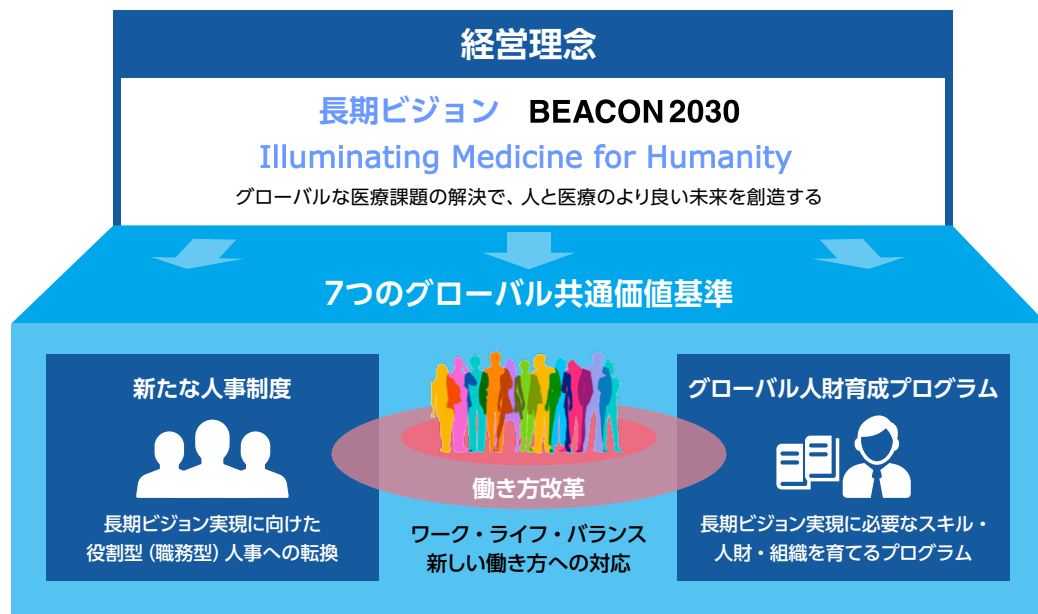 経営理念
長期ビジョン BEACON 2030
Illuminating Medicine for Humanity
グローバルな医療課題の解決で、人と医療のより良い未来を創造する
7つのグローバル共通価値基準
新たな人事制度
長期ビジョン実現に向けた
役割型（職務型）人事への転換
働き方改革
ワーク・ライフ・バランス
新しい働き方への対応
グローバル人財育成プログラム
長期ビジョン実現に必要なスキル・
人財・組織を育てるプログラム